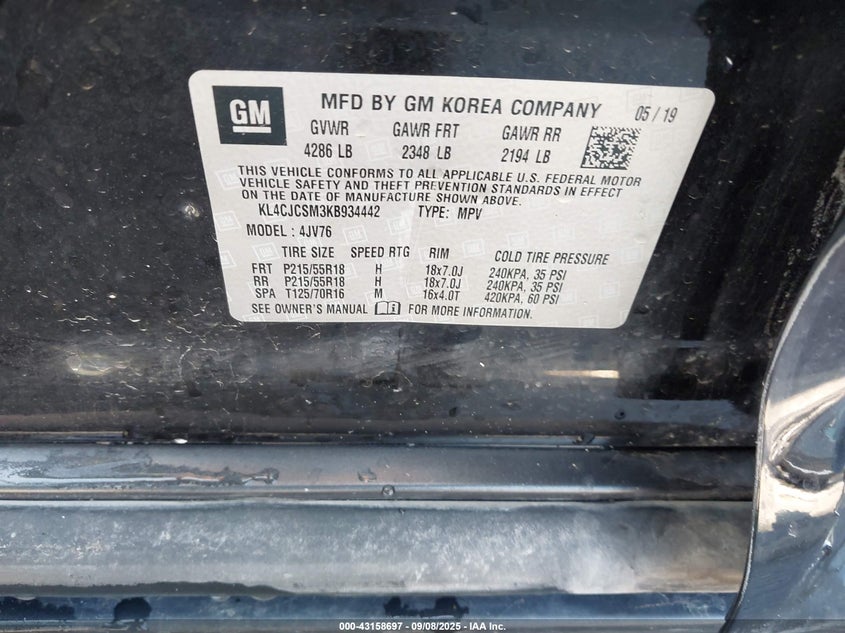 GM MFD BY GM KOREA COMPANY 05 / 19
GVWR GAWR FRT GAWR RR
4286 LB 2348 LB 2194 LB
THIS VEHICLE CONFORMS TO ALL APPLICABLE U.S. FEDERAL MOTOR
VEHICLE SAFETY AND THEFT PREVENTION STANDARDS IN EFFECT
ON THE DATE OF MANUFACTURE SHOWN ABOVE.
KL4CJCSM3KB934442 TYPE: MPV
MODEL : 4JV76
TIRE SIZE SPEED RTG RIM COLD TIRE PRESSURE
FRT P215/55R18 H 18x7.0J 240KPA, 35 PSI
RR P215/55R18 H 18x7.0J 240KPA, 35 PSI
SPA T125/70R16 M 16x4.0T 420KPA, 60 PSI
SEE OWNER'S MANUAL FOR MORE INFORMATION.
000-43158697 - 09/08/2025 - IAA Inc.